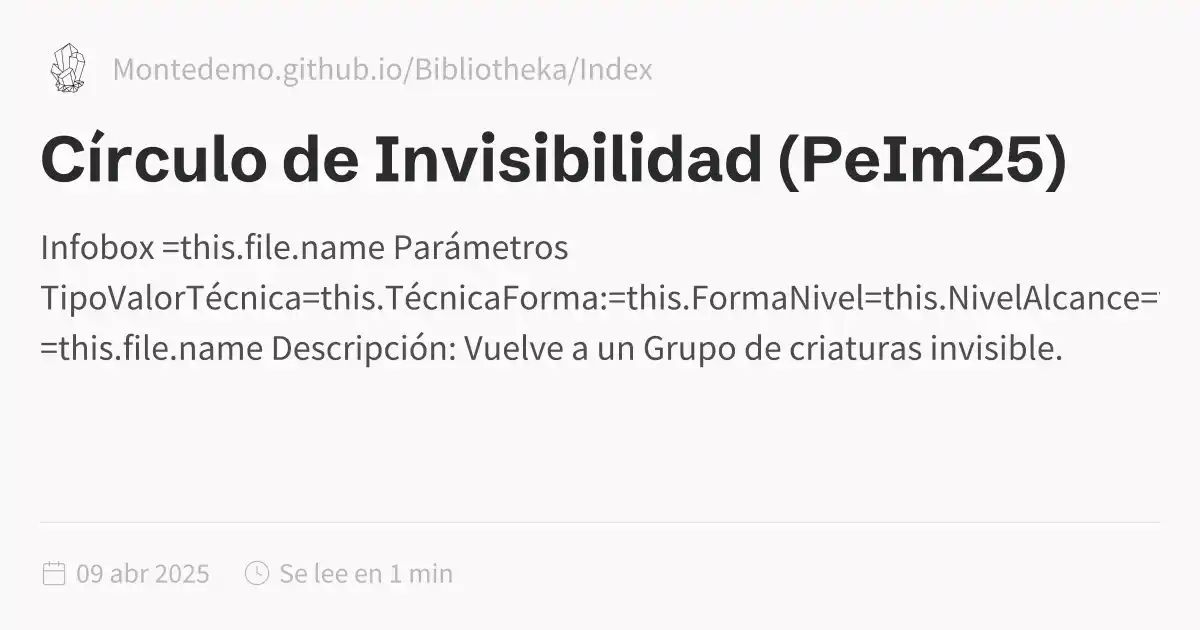 Montedemo.github.io/Bibliotheka/Index
Círculo de Invisibilidad (PeIm25)
Infobox =this.file.name Parámetros
TipoValorTécnica=this.TécnicaForma:=this.FormaNivel=this.NivelAlcance=
=this.file.name Descripción: Vuelve a un Grupo de criaturas invisible.
09 abr 2025 Se lee en 1 min